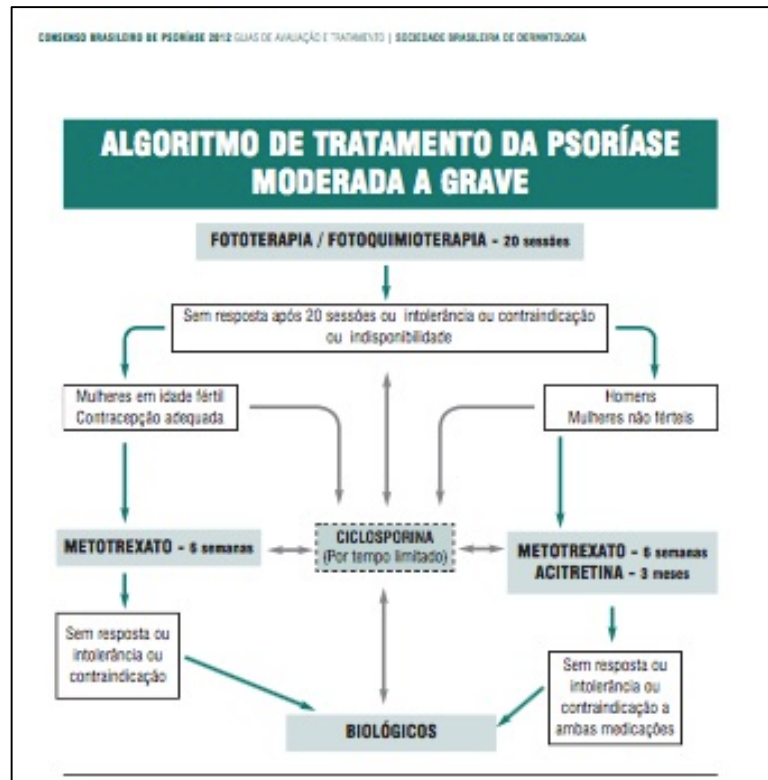 CONSENSO BRASILEIRO DE PSORÍASE 2012 GUIAS DE AVALIAÇÃO E TRATAMENTO | SOCIEDADE BRASILEIRA DE DERMATOLOGIA
ALGORITMO DE TRATAMENTO DA PSORÍASE
MODERADA A GRAVE
FOTOTERAPIA / FOTOQUIMIOTERAPIA - 20 sessões
Sem resposta após 20 sessões ou intolerância ou contraindicação
ou indisponibilidade
Mulheres em idade fértil
Contracepção adequada
Homens
Mulheres não férteis
METOTREXATO - 6 semanas
CICLOSPORINA
(Por tempo limitado)
METOTREXATO - 6 semanas
ACITRETINA - 3 meses
Sem resposta ou
intolerância ou
contraindicação
Sem resposta ou
intolerância ou
contraindicação a
ambas medicações
BIOLÓGICOS